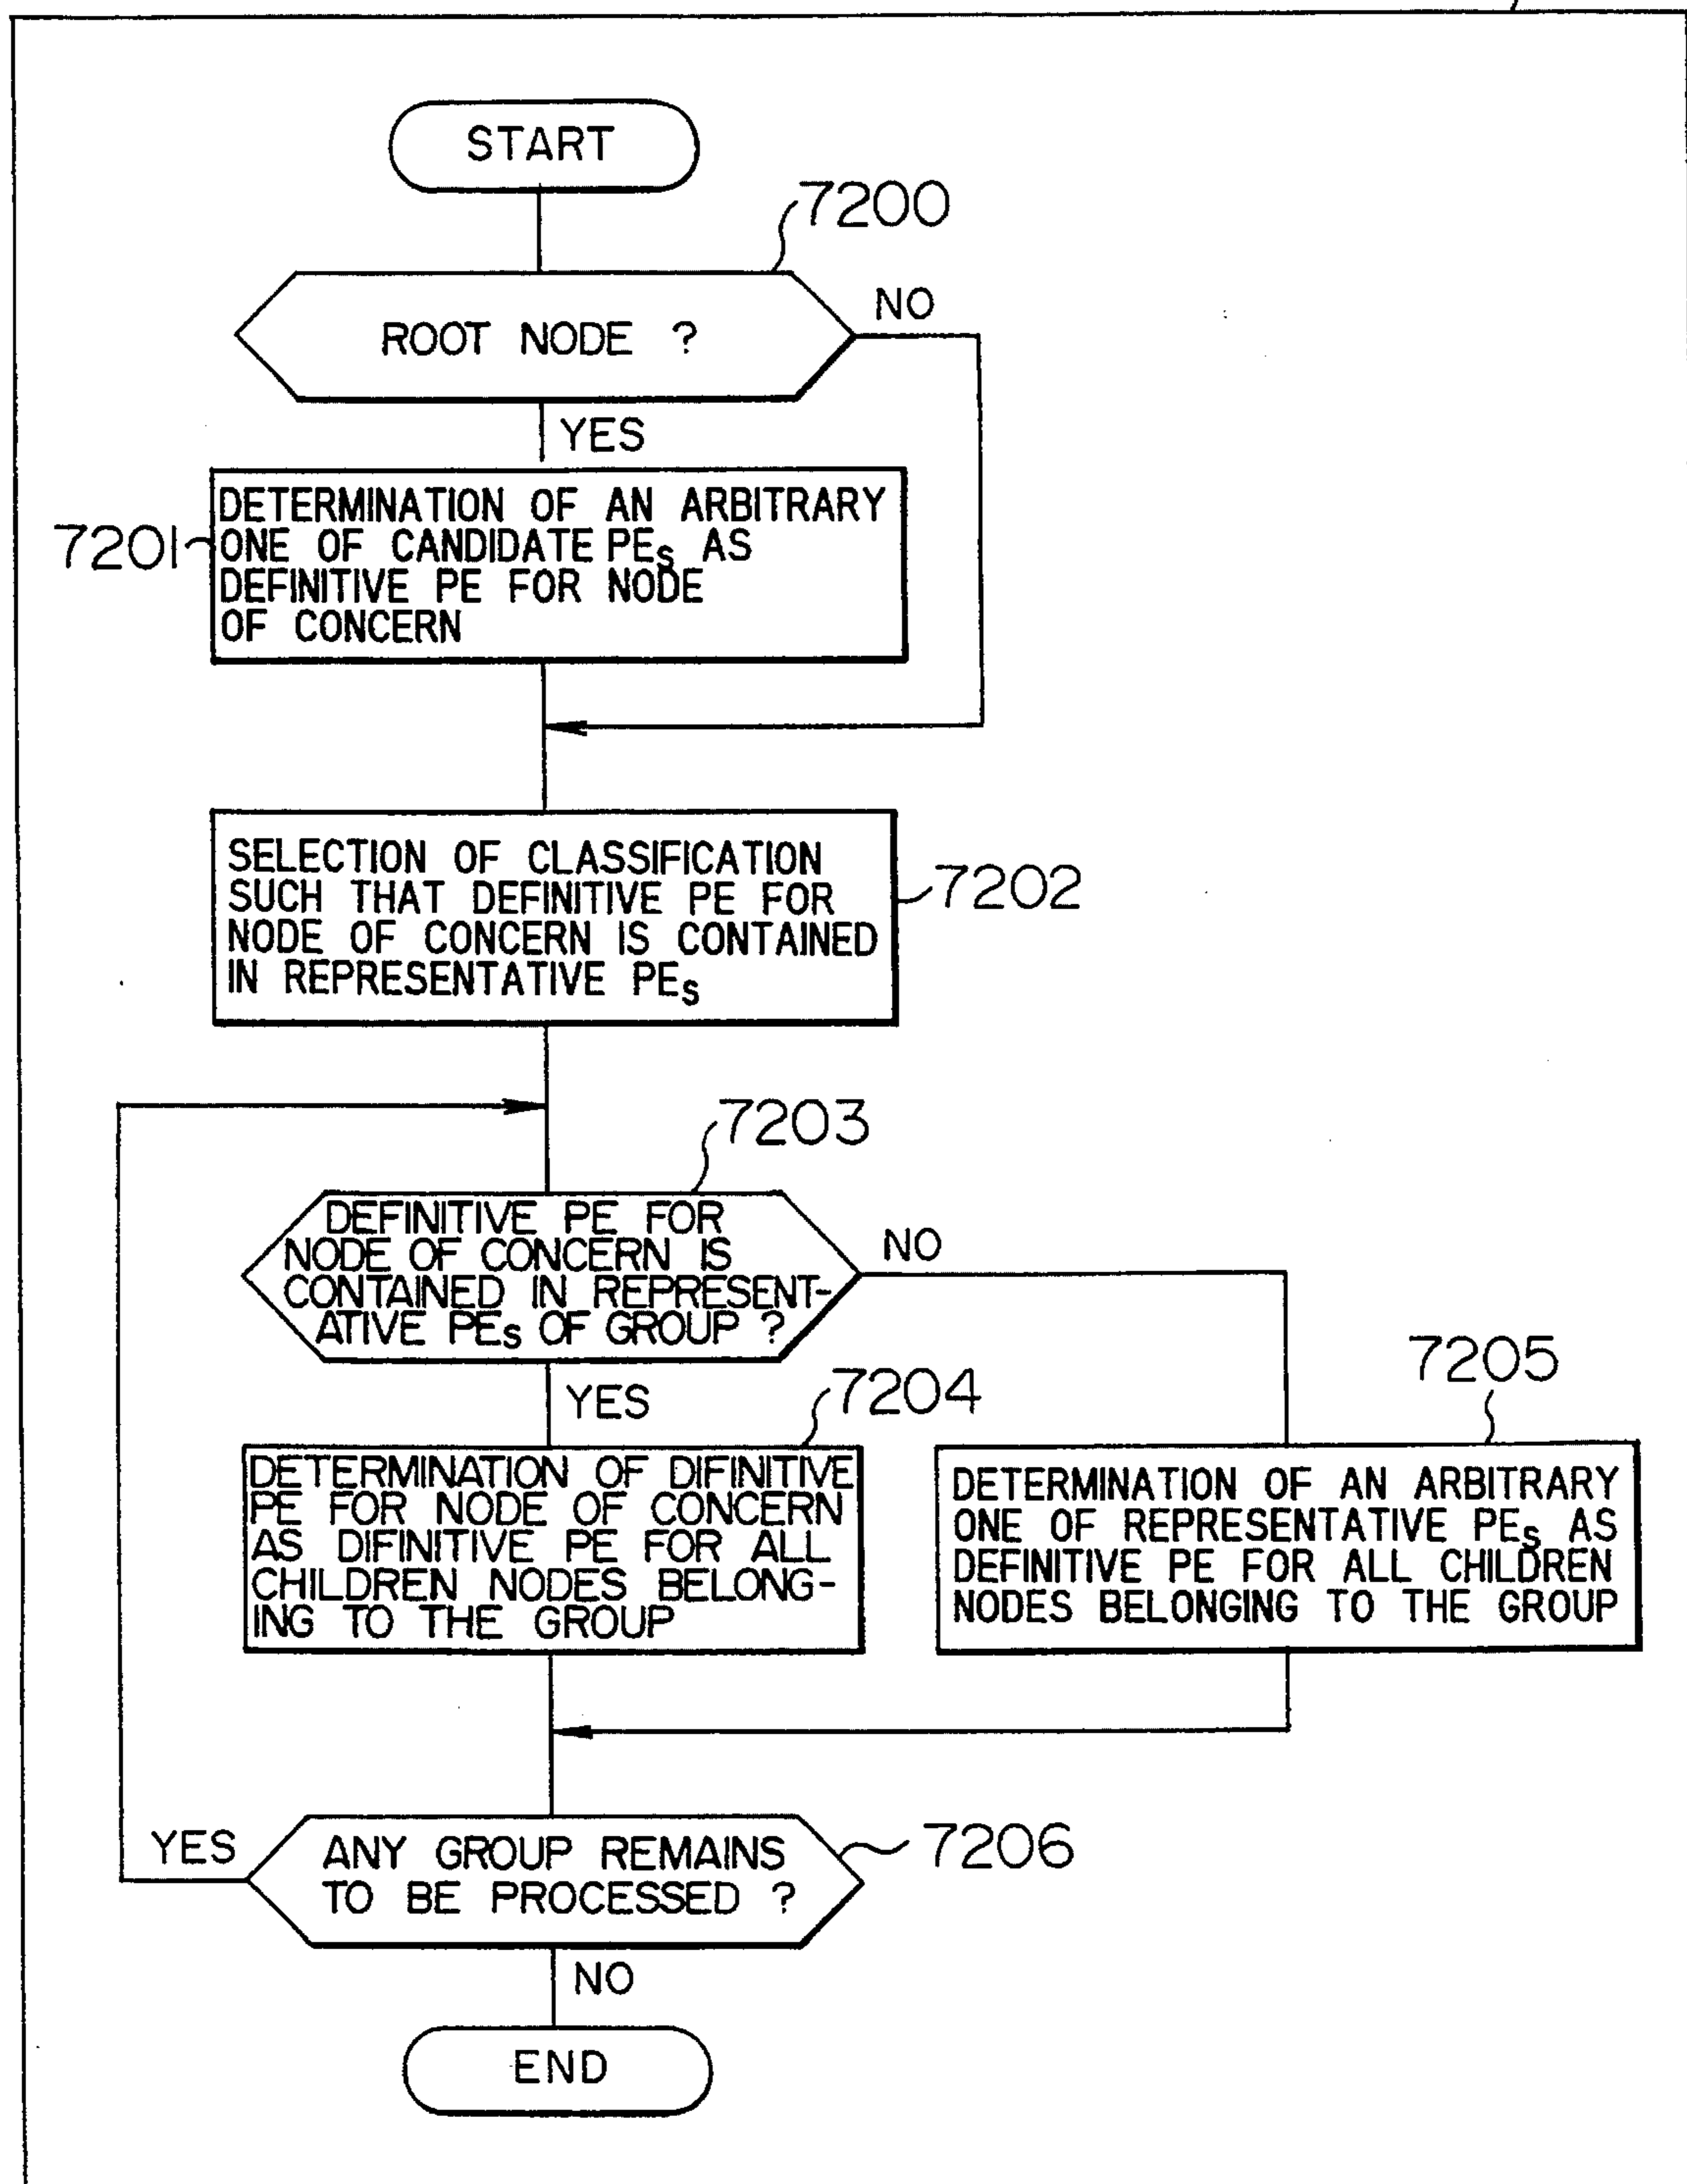 START
7200
ROOT NODE ?
NO
YES
7201
DETERMINATION OF AN ARBITRARY
ONE OF CANDIDATE PEs AS
DEFINITIVE PE FOR NODE
OF CONCERN
SELECTION OF CLASSIFICATION
SUCH THAT DEFINITIVE PE FOR
NODE OF CONCERN IS CONTAINED
IN REPRESENTATIVE PEs
7202
7203
DEFINITIVE PE FOR
NODE OF CONCERN IS
CONTAINED IN REPRESENT-
ATIVE PEs OF GROUP ?
NO
YES
7204
DETERMINATION OF DIFINITIVE
PE FOR NODE OF CONCERN
AS DIFINITIVE PE FOR ALL
CHILDREN NODES BELONG-
ING TO THE GROUP
7205
DETERMINATION OF AN ARBITRARY
ONE OF REPRESENTATIVE PEs AS
DEFINITIVE PE FOR ALL CHILDREN
NODES BELONGING TO THE GROUP
YES
ANY GROUP REMAINS
TO BE PROCESSED ?
7206
NO
END